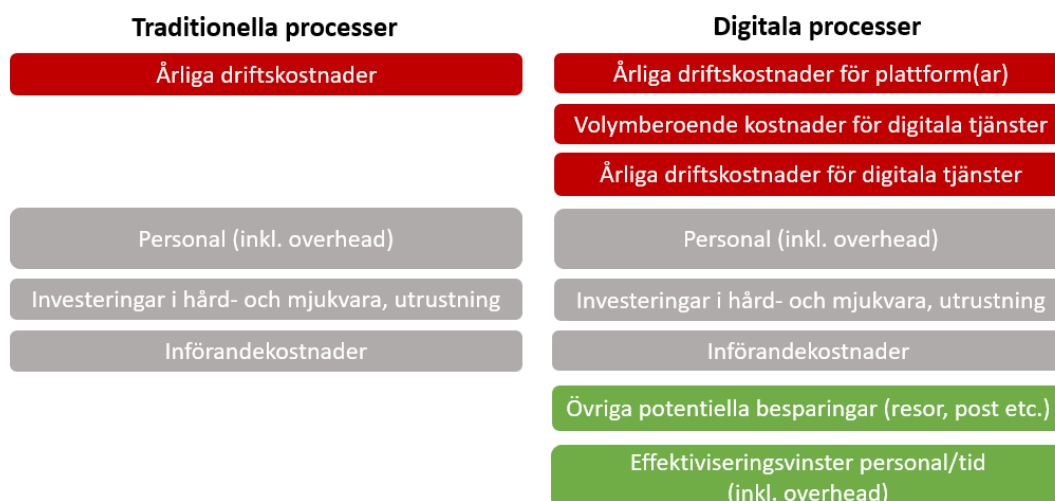 Traditionella processer
Årliga driftskostnader
Personal (inkl. overhead)
Investeringar i hård- och mjukvara, utrustning
Införandekostnader
Digitala processer
Årliga driftskostnader för plattform(ar)
Volymberoende kostnader för digitala tjänster
Årliga driftskostnader för digitala tjänster
Personal (inkl. overhead)
Investeringar i hård- och mjukvara, utrustning
Införandekostnader
Övriga potentiella besparingar (resor, post etc.)
Effektiviseringsvinster personal/tid
(inkl. overhead)